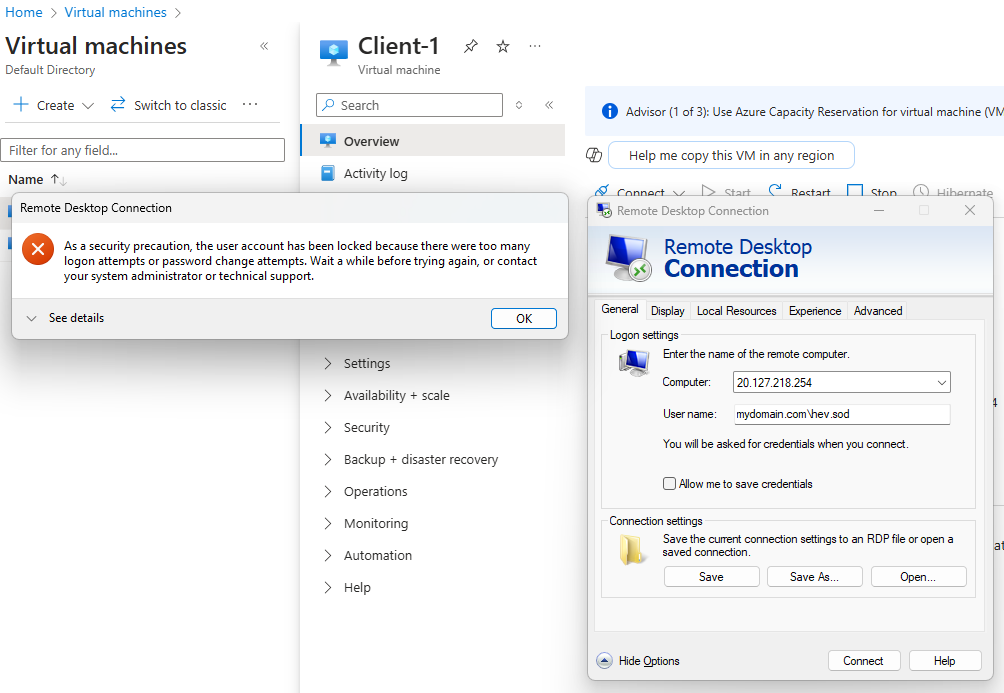 Home > Virtual machines >
Virtual machines
Default Directory
Create
Switch to classic
Filter for any field...
Name
Client-1
Virtual machine
Search
Overview
Activity log
Settings
Availability + scale
Security
Backup + disaster recovery
Operations
Monitoring
Automation
Help
Advisor (1 of 3): Use Azure Capacity Reservation for virtual machine (VM
Help me copy this VM in any region
Connect
Start
Restart
Stop
Hibernate
Remote Desktop Connection
As a security precaution, the user account has been locked because there were too many
logon attempts or password change attempts. Wait a while before trying again, or contact
your system administrator or technical support.
See details
OK
Remote Desktop Connection
Remote Desktop
Connection
General
Display
Local Resources
Experience
Advanced
Logon settings
Enter the name of the remote computer.
Computer:
20.127.218.254
User name:
mydomain.com\hev.sod
You will be asked for credentials when you connect.
Allow me to save credentials
Connection settings
Save the current connection settings to an RDP file or open a
saved connection.
Save
Save As...
Open...
Hide Options
Connect
Help
4
at